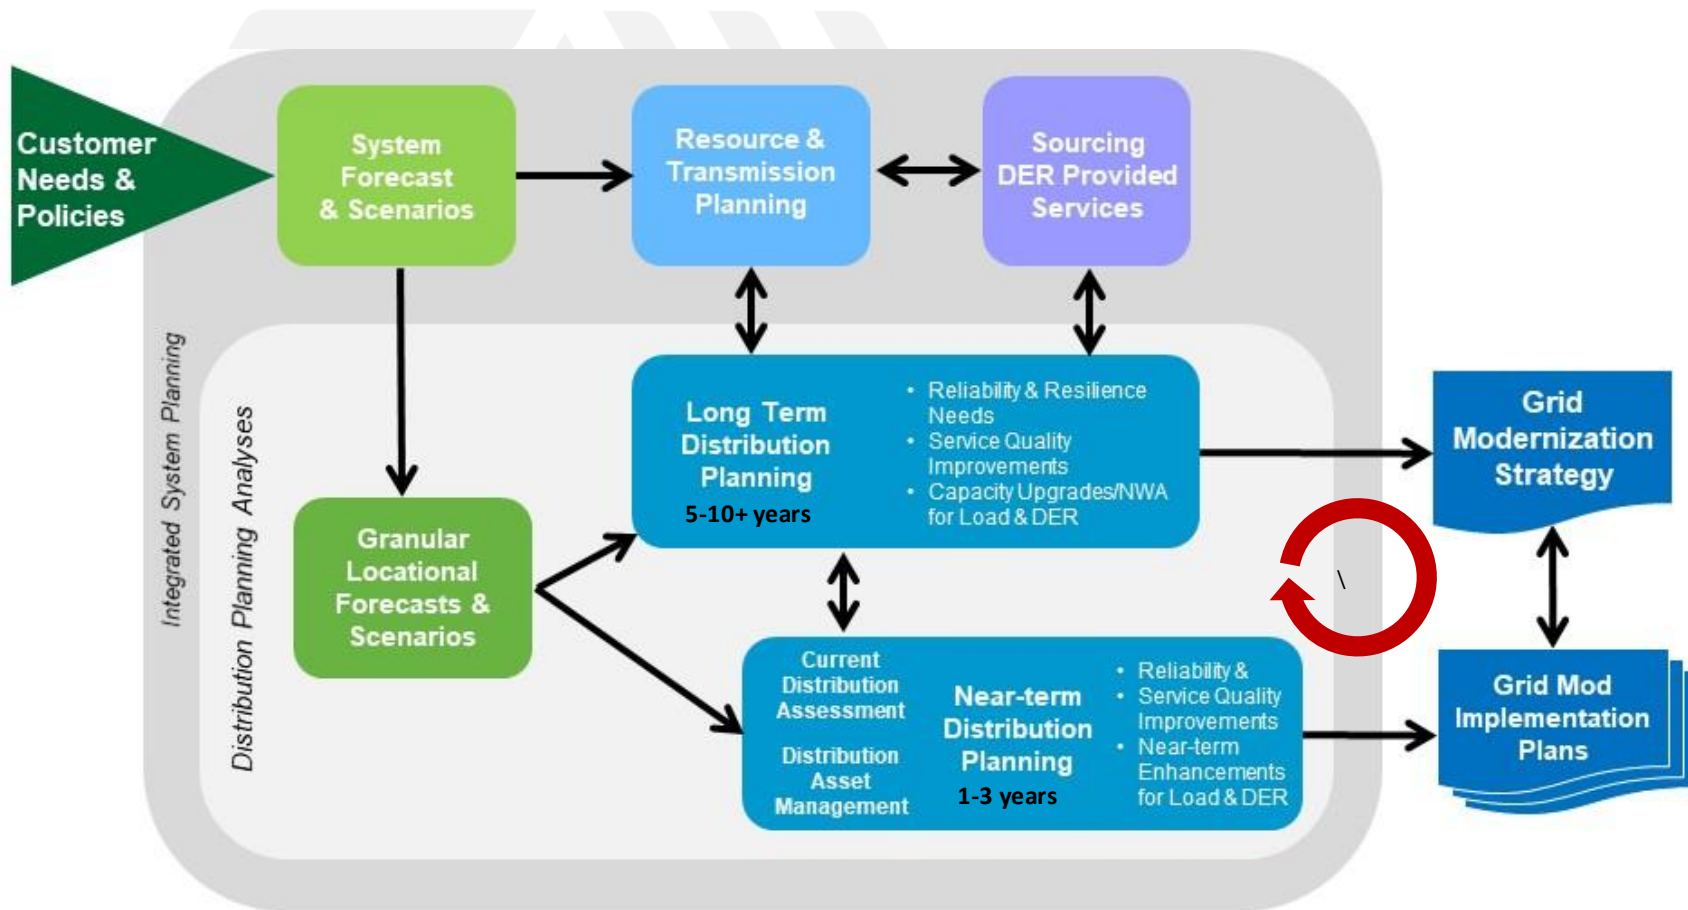 Customer
Needs &
Policies
System
Forecast
& Scenarios
Resource &
Transmission
Planning
Sourcing
DER Provided
Services
Integrated System Planning
Distribution Planning Analyses
Long Term
Distribution
Planning
5-10+ years
• Reliability & Resilience
Needs
• Service Quality
Improvements
• Capacity Upgrades/NWA
for Load & DER
Grid
Modernization
Strategy
Granular
Locational
Forecasts &
Scenarios
\
Current
Distribution
Assessment
Distribution
Asset
Management
Near-term
Distribution
Planning
1-3 years
• Reliability &
• Service Quality
Improvements
• Near-term
Enhancements
for Load & DER
Grid Mod
Implementation
Plans